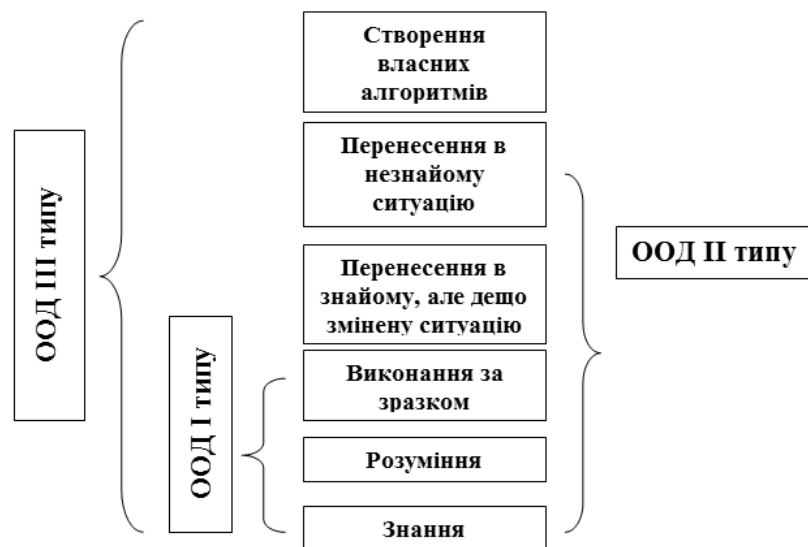 Створення
власних
алгоритмів
Перенесення в
незнайому
ситуацію
Перенесення в
знайому, але дещо
змінену ситуацію
Виконання за
зразком
Розуміння
Знання
ООД III типу
ООД I типу
ООД II типу